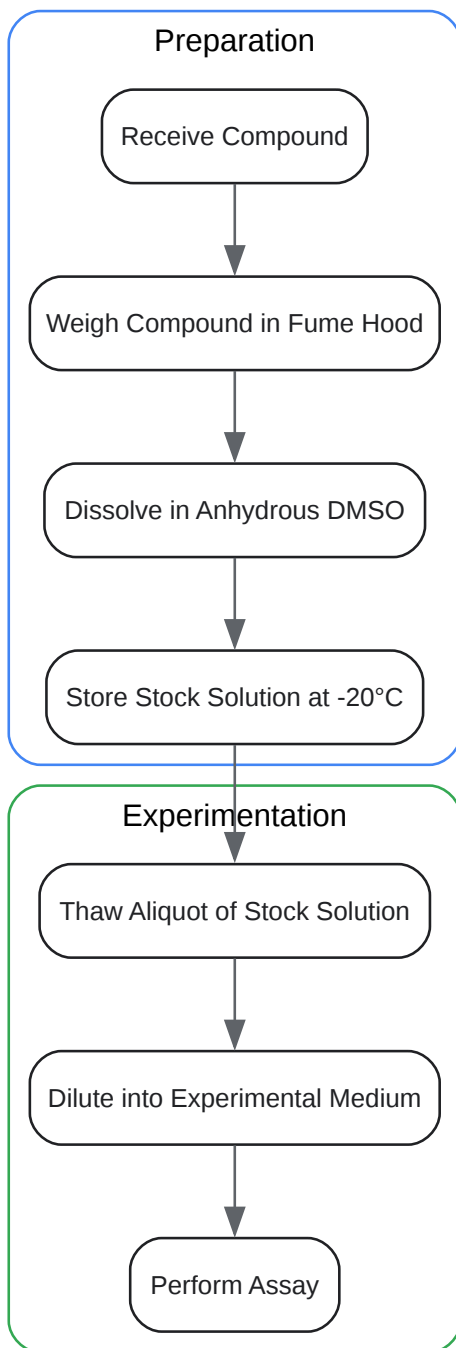 Preparation
Receive Compound
Weigh Compound in Fume Hood
Dissolve in Anhydrous DMSO
Store Stock Solution at -20°C
Experimentation
Thaw Aliquot of Stock Solution
Dilute into Experimental Medium
Perform Assay